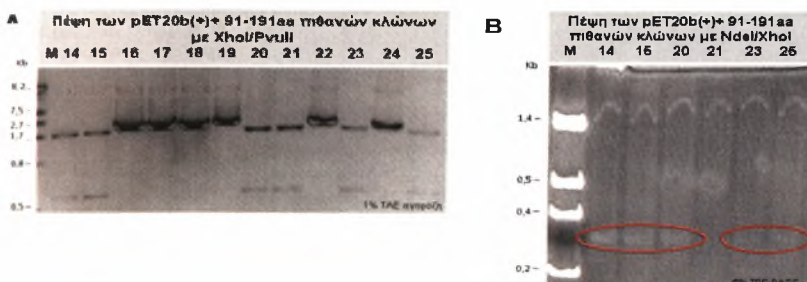 A
Πέψη των pET20b(+)+ 91-191aa πιθανών κλώνων
με XhoI/PvuII
M 14 15 16 17 18 19 20 21 22 23 24 25
Kb
8,2
7,5
2,7
1,7
0,8
0,5
1% TAE αγαρόζη
B
Πέψη των pET20b(+)+ 91-191aa
πιθανών κλώνων με NdeI/XhoI
M 14 15 20 21 23 25
Kb
1,4
0,5
0,4
0,2